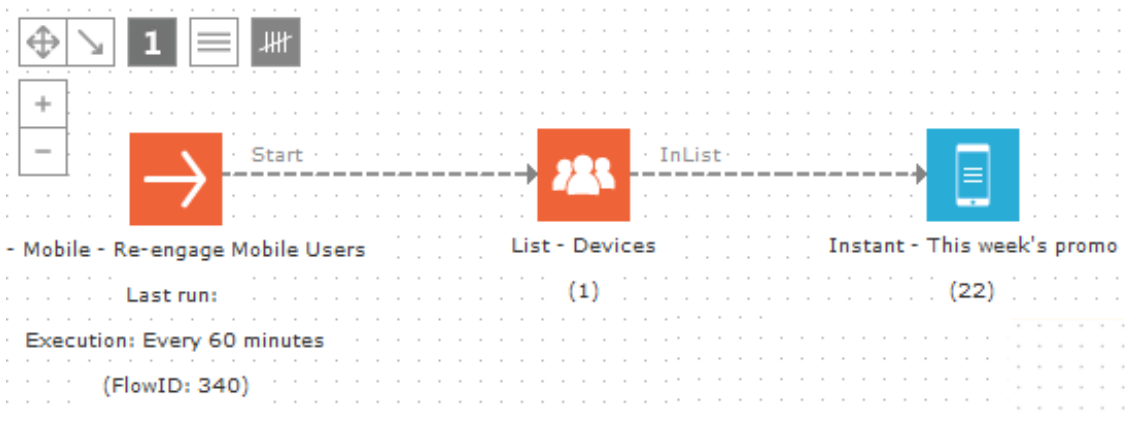 1
+
−
Start
InList
- Mobile - Re-engage Mobile Users
List - Devices
Instant - This week's promo
Last run:
(1)
(22)
Execution: Every 60 minutes
(FlowID: 340)